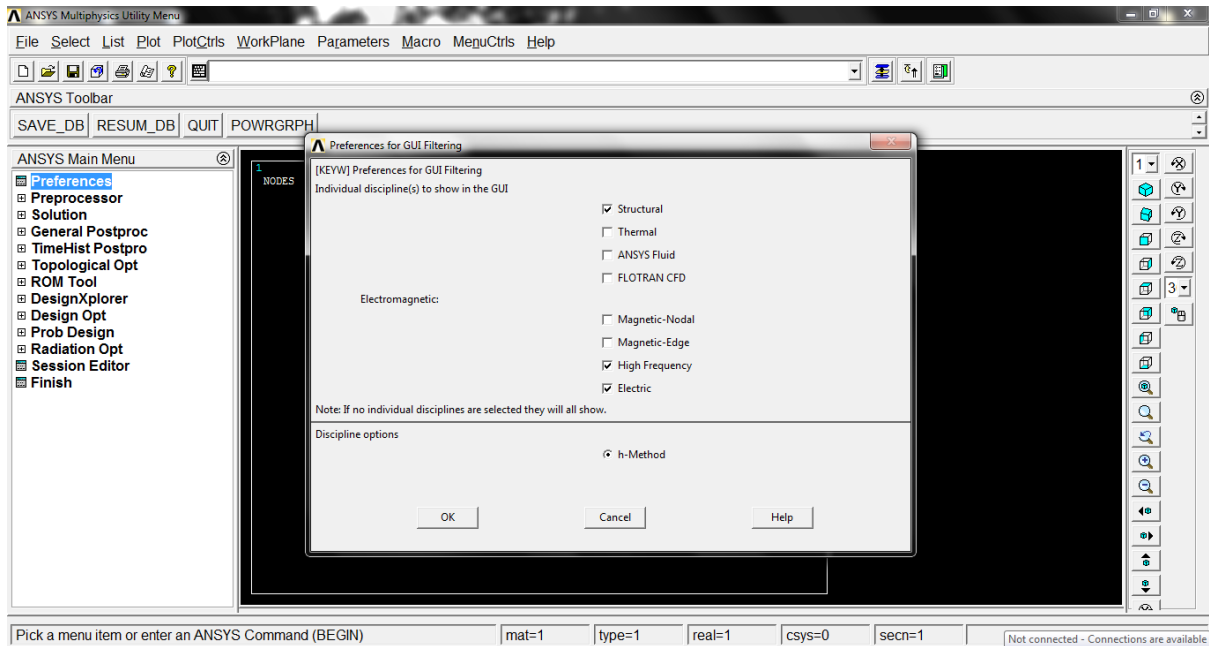 ANSYS Multiphysics Utility Menu
File Select List Plot PlotCtrls WorkPlane Parameters Macro MenuCtrls Help
ANSYS Toolbar
SAVE_DB RESUM_DB QUIT POWRGRPH
ANSYS Main Menu
Preferences
Preprocessor
Solution
General Postproc
TimeHist Postpro
Topological Opt
ROM Tool
DesignXplorer
Design Opt
Prob Design
Radiation Opt
Session Editor
Finish
1
NODES
Preferences for GUI Filtering
[KEYW] Preferences for GUI Filtering
Individual discipline(s) to show in the GUI
Structural
Thermal
ANSYS Fluid
FLOTRAN CFD
Electromagnetic:
Magnetic-Nodal
Magnetic-Edge
High Frequency
Electric
Note: If no individual disciplines are selected they will all show.
Discipline options
h-Method
OK Cancel Help
1
3
Pick a menu item or enter an ANSYS Command (BEGIN) mat=1 type=1 real=1 csys=0 secn=1
Not connected - Connections are available